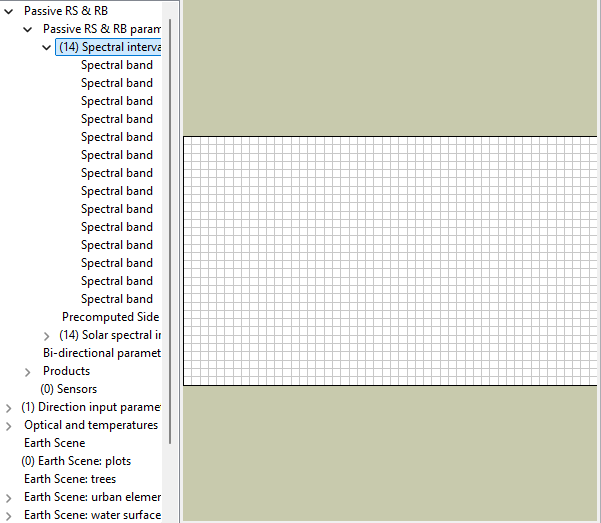 Passive RS & RB
Passive RS & RB param
(14) Spectral interva
Spectral band
Spectral band
Spectral band
Spectral band
Spectral band
Spectral band
Spectral band
Spectral band
Spectral band
Spectral band
Spectral band
Spectral band
Spectral band
Spectral band
Precomputed Side
(14) Solar spectral in
Bi-directional paramet
Products
(0) Sensors
(1) Direction input parame
Optical and temperatures
Earth Scene
(0) Earth Scene: plots
Earth Scene: trees
Earth Scene: urban elemer
Earth Scene: water surface